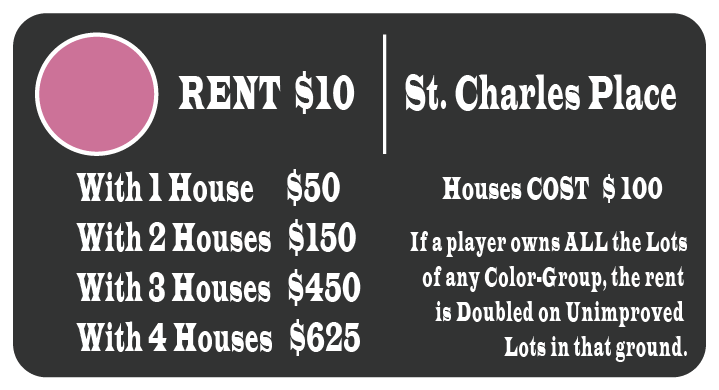 RENT $10
St. Charles Place
With 1 House $50
With 2 Houses $150
With 3 Houses $450
With 4 Houses $625
Houses COST $100
If a player owns ALL the Lots
of any Color-Group, the rent
is Doubled on Unimproved
Lots in that ground.